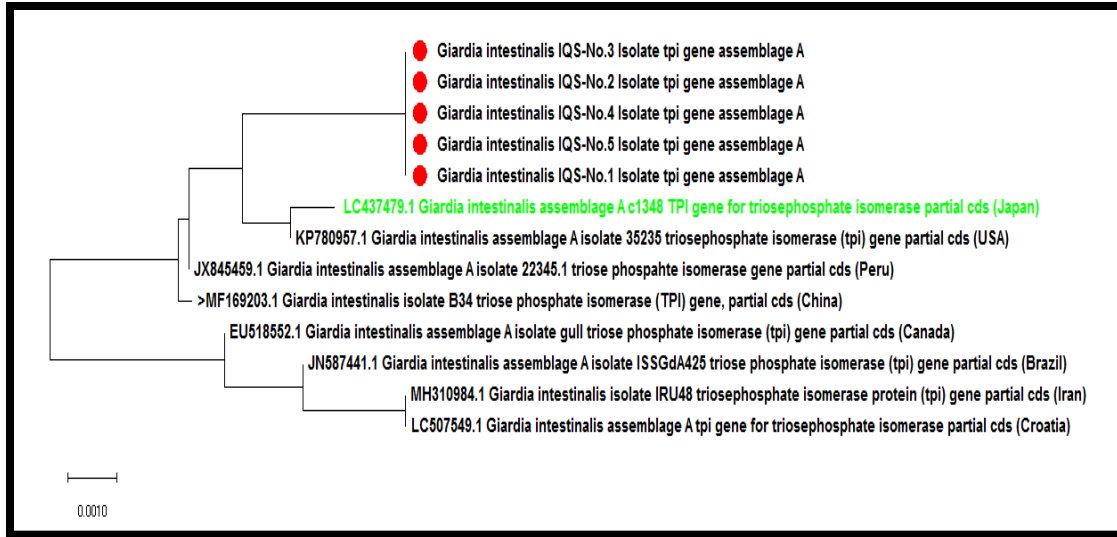 Giardia intestinalis IQS-No.3 Isolate tpi gene assemblage A
Giardia intestinalis IQS-No.2 Isolate tpi gene assemblage A
Giardia intestinalis IQS-No.4 Isolate tpi gene assemblage A
Giardia intestinalis IQS-No.5 Isolate tpi gene assemblage A
Giardia intestinalis IQS-No.1 Isolate tpi gene assemblage A
LC437479.1 Giardia intestinalis assemblage A c1348 TPI gene for triosephosphate isomerase partial cds (Japan)
KP780957.1 Giardia intestinalis assemblage A isolate 35235 triosephosphate isomerase (tpi) gene partial cds (USA)
JX845459.1 Giardia intestinalis assemblage A isolate 22345.1 triose phospahte isomerase gene partial cds (Peru)
>MF169203.1 Giardia intestinalis isolate B34 triose phosphate isomerase (TPI) gene, partial cds (China)
EU518552.1 Giardia intestinalis assemblage A isolate gull triose phosphate isomerase (tpi) gene partial cds (Canada)
JN587441.1 Giardia intestinalis assemblage A isolate ISSGdA425 triose phosphate isomerase (tpi) gene partial cds (Brazil)
MH310984.1 Giardia intestinalis isolate IRU48 triosephosphate isomerase protein (tpi) gene partial cds (Iran)
LC507549.1 Giardia intestinalis assemblage A tpi gene for triosephosphate isomerase partial cds (Croatia)
0.0010